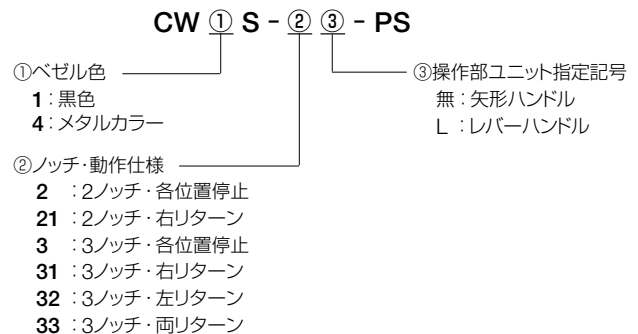 CW ① S - ② ③ - PS
①ベゼル色
1：黒色
4：メタルカラー
③操作部ユニット指定記号
無：矢形ハンドル
L：レバーハンドル
②ノッチ・動作仕様
2：2ノッチ・各位置停止
21：2ノッチ・右リターン
3：3ノッチ・各位置停止
31：3ノッチ・右リターン
32：3ノッチ・左リターン
33：3ノッチ・両リターン